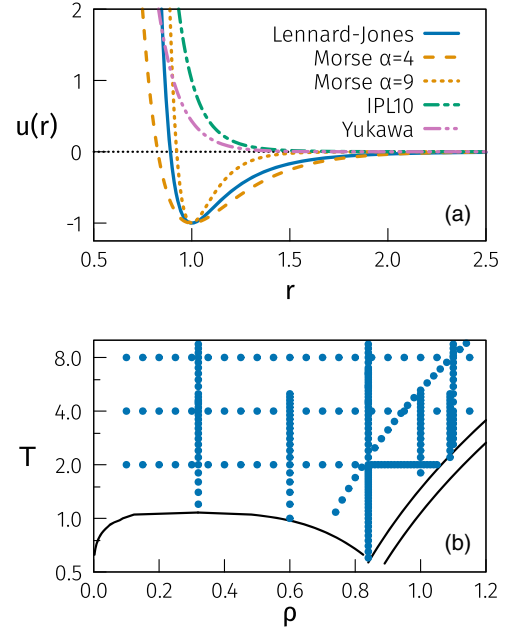 2
Lennard-Jones
Morse α=4
Morse α=9
1
IPL10
u(r)
Yukawa
0
-1
(a)
0.5 1.0 1.5 2.0 2.5
r
8.0
4.0
T
2.0
1.0
(b)
0.5
0.0 0.2 0.4 0.6 0.8 1.0 1.2
ρ